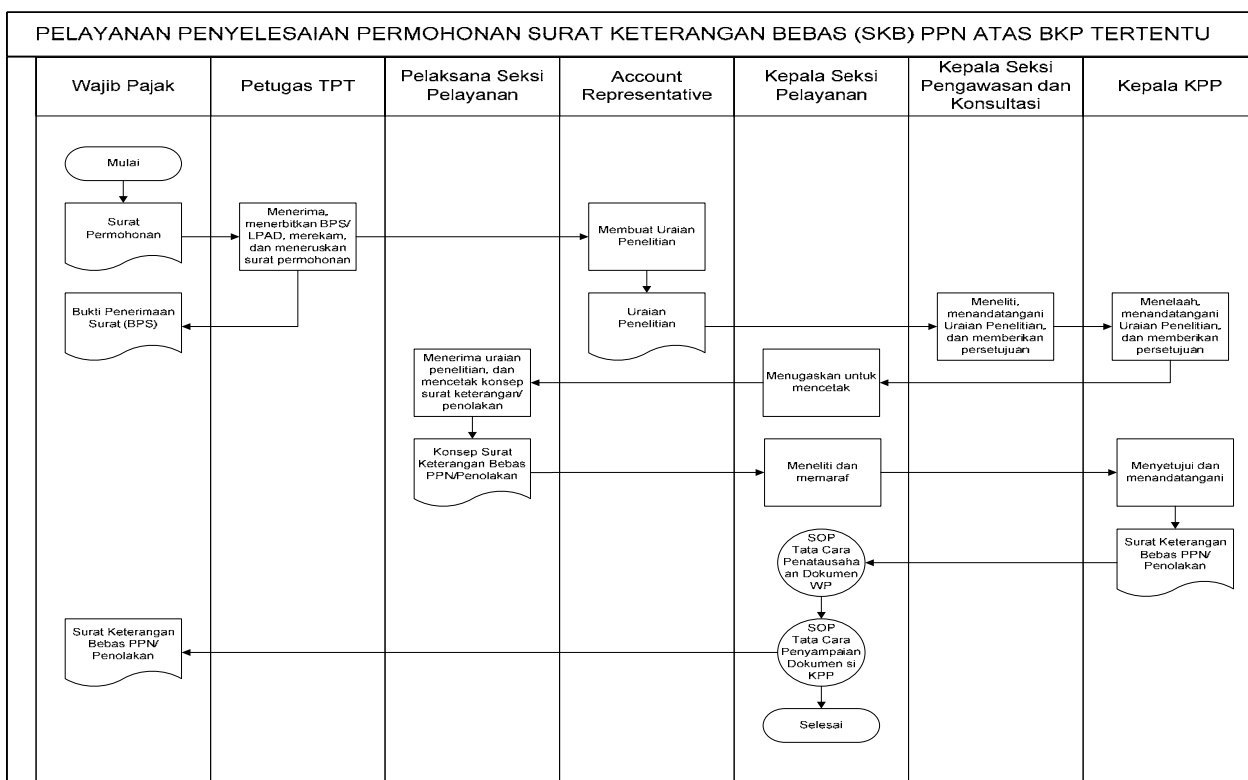 PELAYANAN PENYELESAIAN PERMOHONAN SURAT KETERANGAN BEBAS (SKB) PPN ATAS BKP TERTENTU
Wajib Pajak
Petugas TPT
Pelaksana Seksi
Pelayanan
Account
Representative
Kepala Seksi
Pelayanan
Kepala Seksi
Pengawasan dan
Konsultasi
Kepala KPP
Mulai
Surat
Permohonan
Menerima,
menerbitkan BPS/
LPAD, merekam,
dan meneruskan
surat permohonan
Membuat Uraian
Penelitian
Bukti Penerimaan
Surat (BPS)
Uraian
Penelitian
Meneliti,
menandatangani
Uraian Penelitian,
dan memberikan
persetujuan
Menelaah,
menandatangani
Uraian Penelitian,
dan memberikan
persetujuan
Menerima uraian
penelitian, dan
mencetak konsep
surat keterangan/
penolakan
Menugaskan untuk
mencetak
Konsep Surat
Keterangan Bebas
PPN/Penolakan
Meneliti dan
memaraf
Menyetujui dan
menandatangani
SOP
Tata Cara
Penatausaha
an Dokumen
WP
Surat Keterangan
Bebas PPN/
Penolakan
Surat Keterangan
Bebas PPN/
Penolakan
SOP
Tata Cara
Penyampaian
Dokumen si
KPP
Selesai